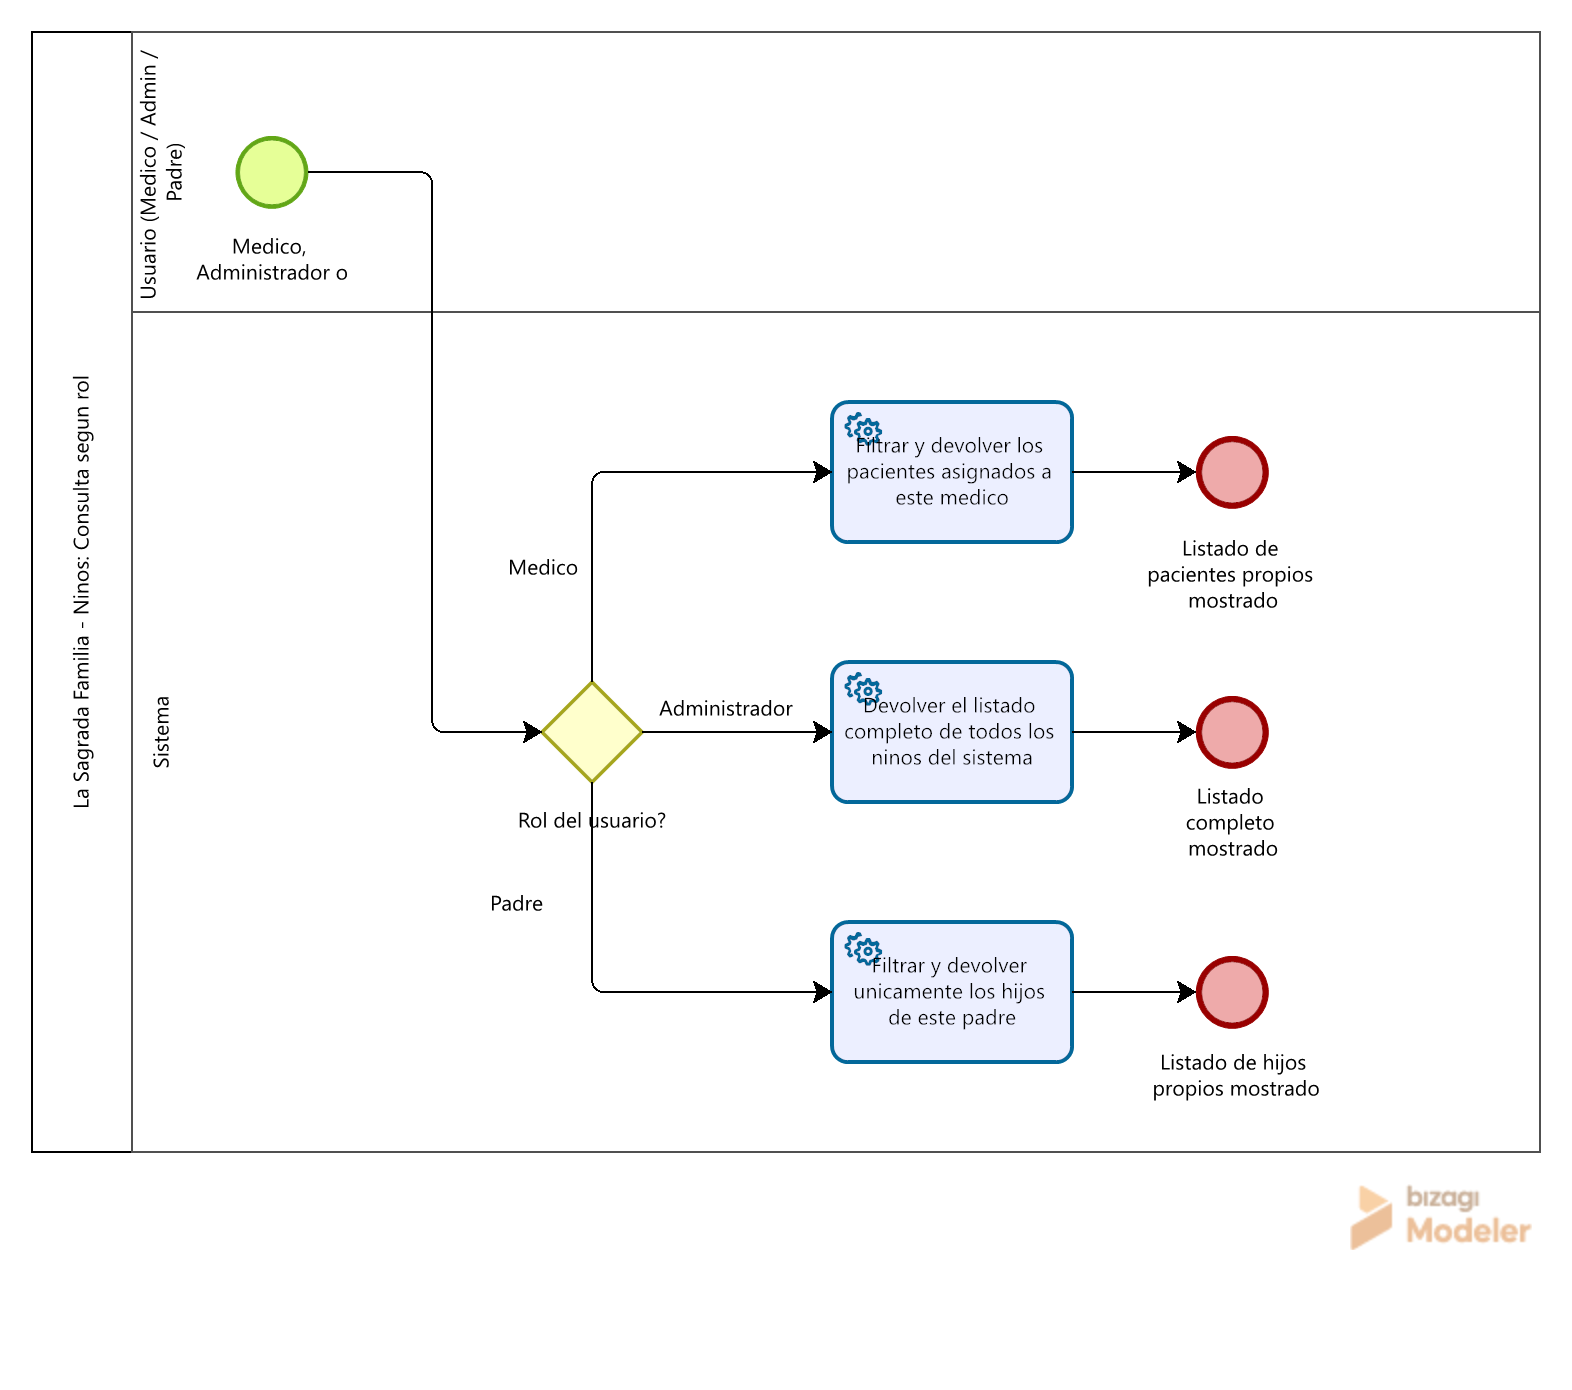 La Sagrada Familia - Ninos: Consulta segun rol
Usuario (Medico / Admin /
Padre)
Medico,
Administrador o
Sistema
Filtrar y devolver los
pacientes asignados a
este medico
Listado de
pacientes propios
mostrado
Medico
Administrador
Devolver el listado
completo de todos los
ninos del sistema
Listado
completo
mostrado
Rol del usuario?
Padre
Filtrar y devolver
unicamente los hijos
de este padre
Listado de hijos
propios mostrado
bizagi
Modeler